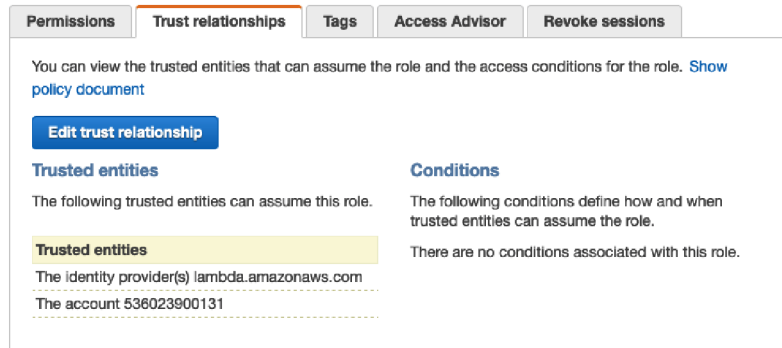 Permissions Trust relationships Tags Access Advisor Revoke sessions
You can view the trusted entities that can assume the role and the access conditions for the role. Show
policy document
Edit trust relationship
Trusted entities
The following trusted entities can assume this role.
Trusted entities
The identity provider(s) lambda.amazonaws.com
The account 536023900131
Conditions
The following conditions define how and when
trusted entities can assume the role.
There are no conditions associated with this role.